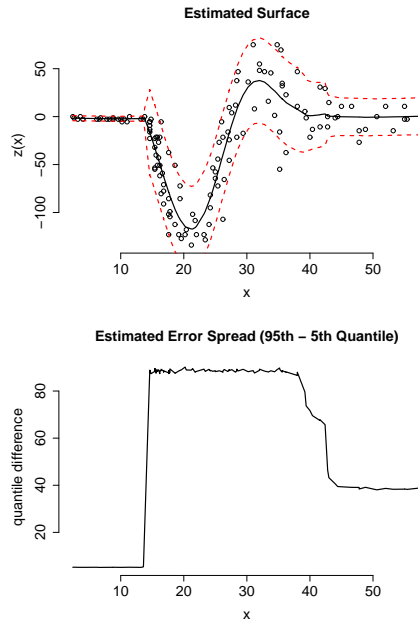 Estimated Surface
z(x)
50
0
−50
−100
10 20 30 40 50
x
Estimated Error Spread (95th − 5th Quantile)
quantile difference
80
60
40
20
10 20 30 40 50
x